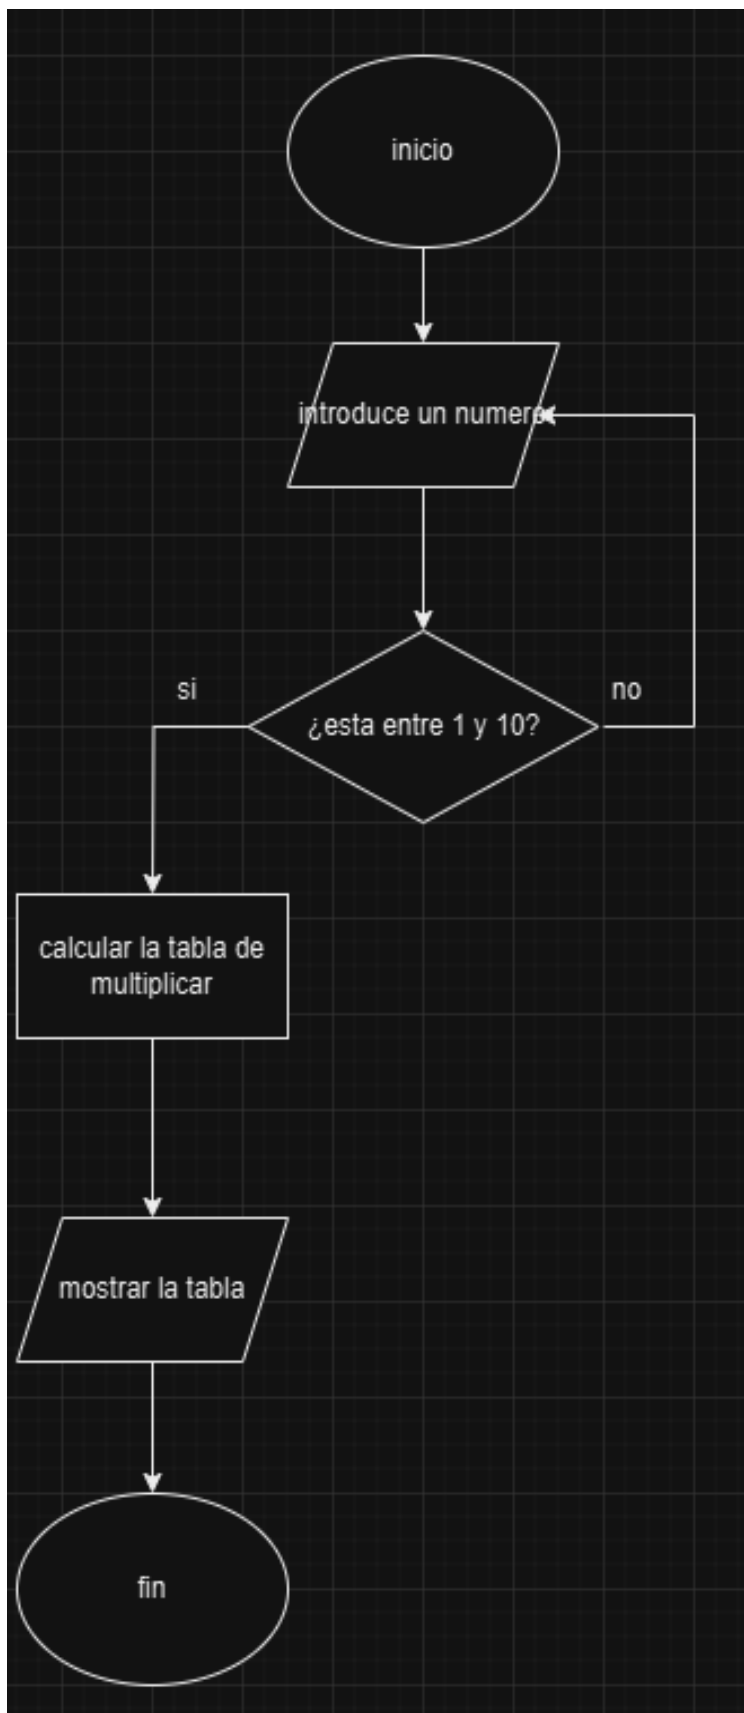 inicio
introduce un numero
si
no
¿esta entre 1 y 10?
calcular la tabla de
multiplicar
mostrar la tabla
fin